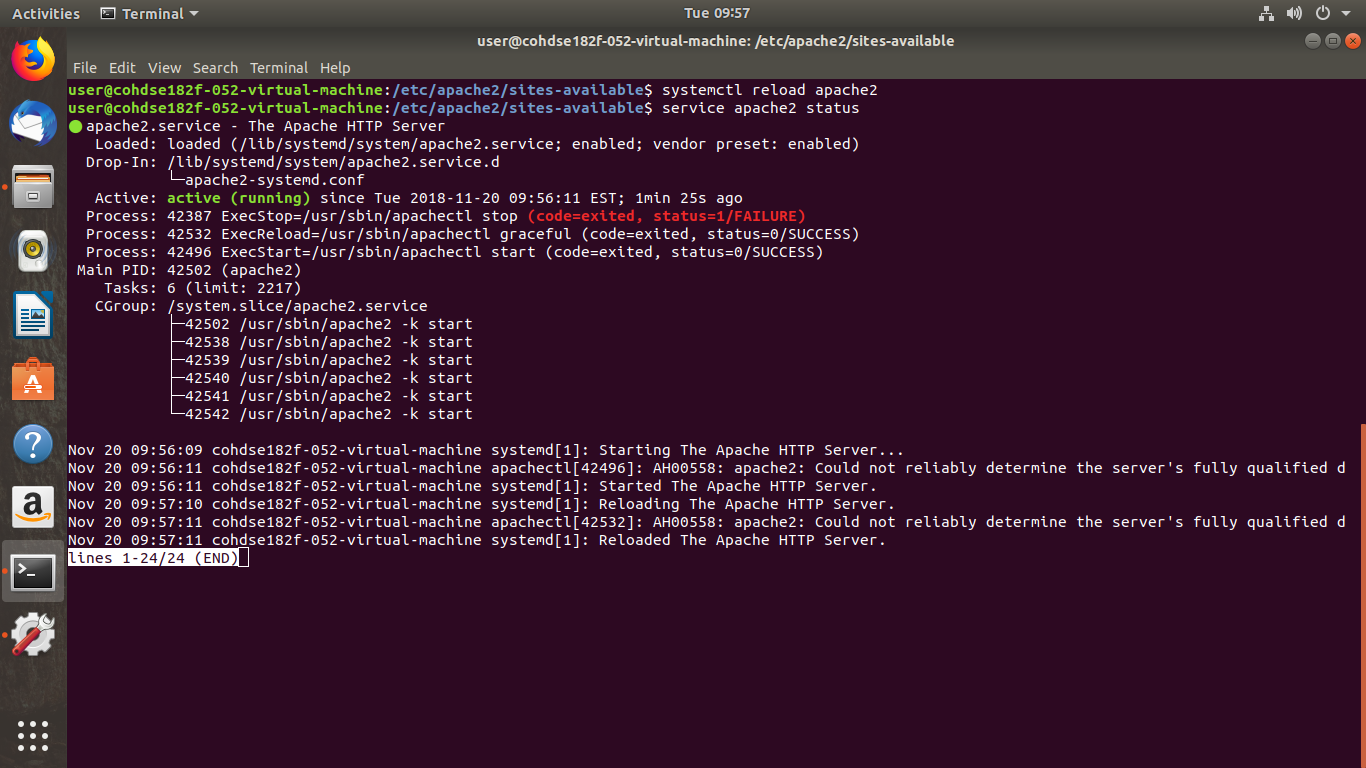 Activities Terminal Tue 09:57
user@cohdse182f-052-virtual-machine: /etc/apache2/sites-available
File Edit View Search Terminal Help
user@cohdse182f-052-virtual-machine:/etc/apache2/sites-available$ systemctl reload apache2
user@cohdse182f-052-virtual-machine:/etc/apache2/sites-available$ service apache2 status
● apache2.service - The Apache HTTP Server
   Loaded: loaded (/lib/systemd/system/apache2.service; enabled; vendor preset: enabled)
  Drop-In: /lib/systemd/system/apache2.service.d
           └─apache2-systemd.conf
   Active: active (running) since Tue 2018-11-20 09:56:11 EST; 1min 25s ago
  Process: 42387 ExecStop=/usr/sbin/apachectl stop (code=exited, status=1/FAILURE)
  Process: 42532 ExecReload=/usr/sbin/apachectl graceful (code=exited, status=0/SUCCESS)
  Process: 42496 ExecStart=/usr/sbin/apachectl start (code=exited, status=0/SUCCESS)
 Main PID: 42502 (apache2)
    Tasks: 6 (limit: 2217)
   CGroup: /system.slice/apache2.service
           ├─42502 /usr/sbin/apache2 -k start
           ├─42538 /usr/sbin/apache2 -k start
           ├─42539 /usr/sbin/apache2 -k start
           ├─42540 /usr/sbin/apache2 -k start
           ├─42541 /usr/sbin/apache2 -k start
           └─42542 /usr/sbin/apache2 -k start
Nov 20 09:56:09 cohdse182f-052-virtual-machine systemd[1]: Starting The Apache HTTP Server...
Nov 20 09:56:11 cohdse182f-052-virtual-machine apachectl[42496]: AH00558: apache2: Could not reliably determine the server's fully qualified d
Nov 20 09:56:11 cohdse182f-052-virtual-machine systemd[1]: Started The Apache HTTP Server.
Nov 20 09:57:10 cohdse182f-052-virtual-machine systemd[1]: Reloading The Apache HTTP Server.
Nov 20 09:57:11 cohdse182f-052-virtual-machine apachectl[42532]: AH00558: apache2: Could not reliably determine the server's fully qualified d
Nov 20 09:57:11 cohdse182f-052-virtual-machine systemd[1]: Reloaded The Apache HTTP Server.
lines 1-24/24 (END)